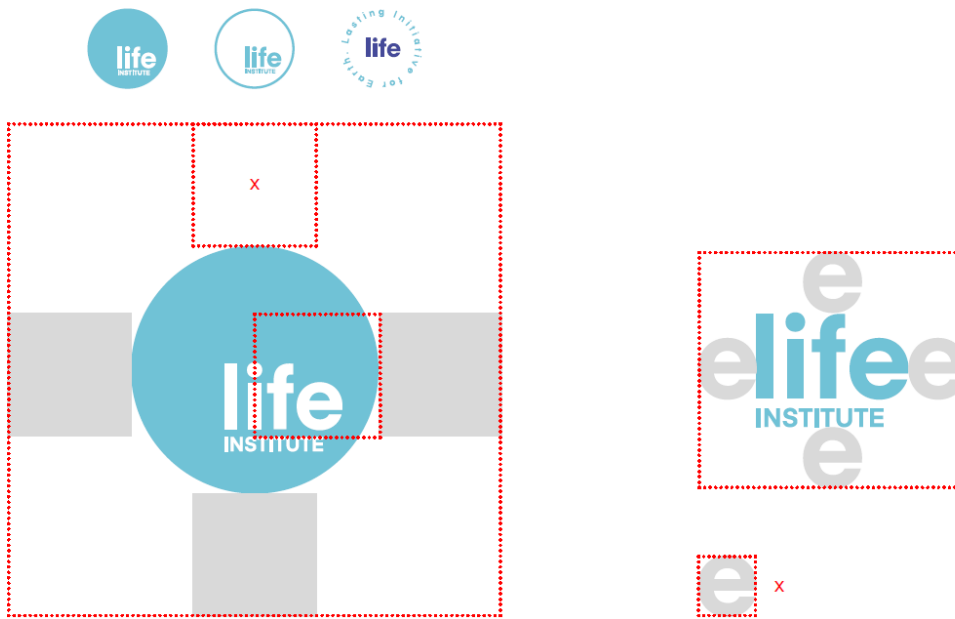 life
INSTITUTE
life
INSTITUTE
Lasting Initiative for Earth ·
life
x
life
INSTITUTE
e
e life e
INSTITUTE
e
e x